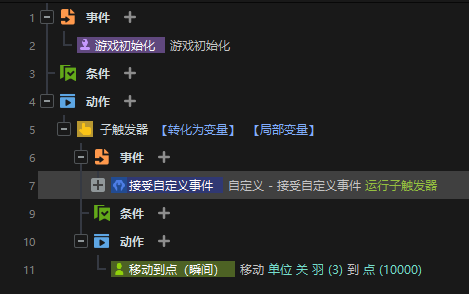 1 事件
2 游戏初始化 游戏初始化
3 条件
4 动作
5 子触发器 【转化为变量】 【局部变量】
6 事件
7 接受自定义事件 自定义 - 接受自定义事件 运行子触发器
9 条件
10 动作
11 移动到点（瞬间） 移动 单位 关 羽 (3) 到 点 (10000)